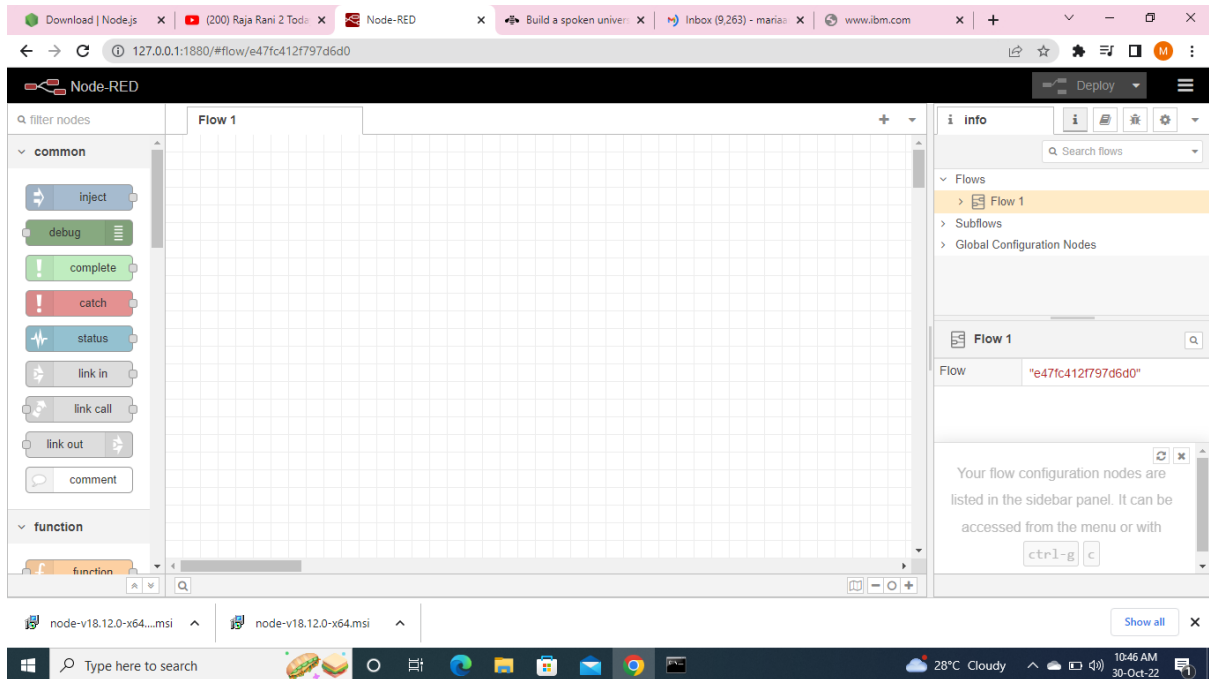 Download | Node.js
(200) Raja Rani 2 Toda
Node-RED
Build a spoken univer
Inbox (9,263) - mariaa
www.ibm.com
127.0.0.1:1880/#flow/e47fc412f797d6d0
M
Node-RED
Deploy
filter nodes
Flow 1
i info
i
common
Search flows
inject
Flows
Flow 1
debug
Subflows
Global Configuration Nodes
complete
catch
status
Flow 1
link in
Flow
"e47fc412f797d6d0"
link call
link out
Your flow configuration nodes are
listed in the sidebar panel. It can be
accessed from the menu or with
ctrl-g c
comment
function
function
node-v18.12.0-x64....msi
node-v18.12.0-x64.msi
Show all
Type here to search
28°C Cloudy
10:46 AM
30-Oct-22
1